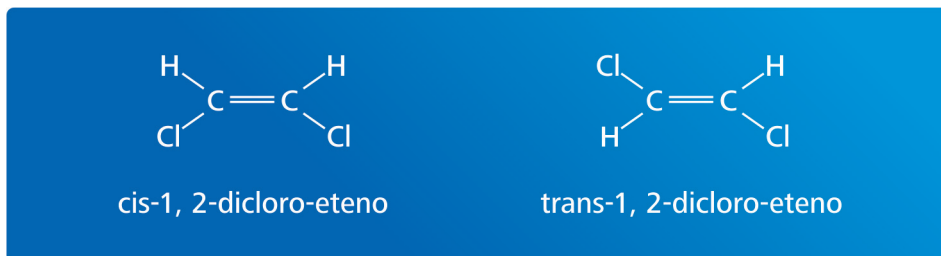 H H Cl H
C C C C
Cl Cl H Cl
cis-1, 2-dicloro-eteno trans-1, 2-dicloro-eteno